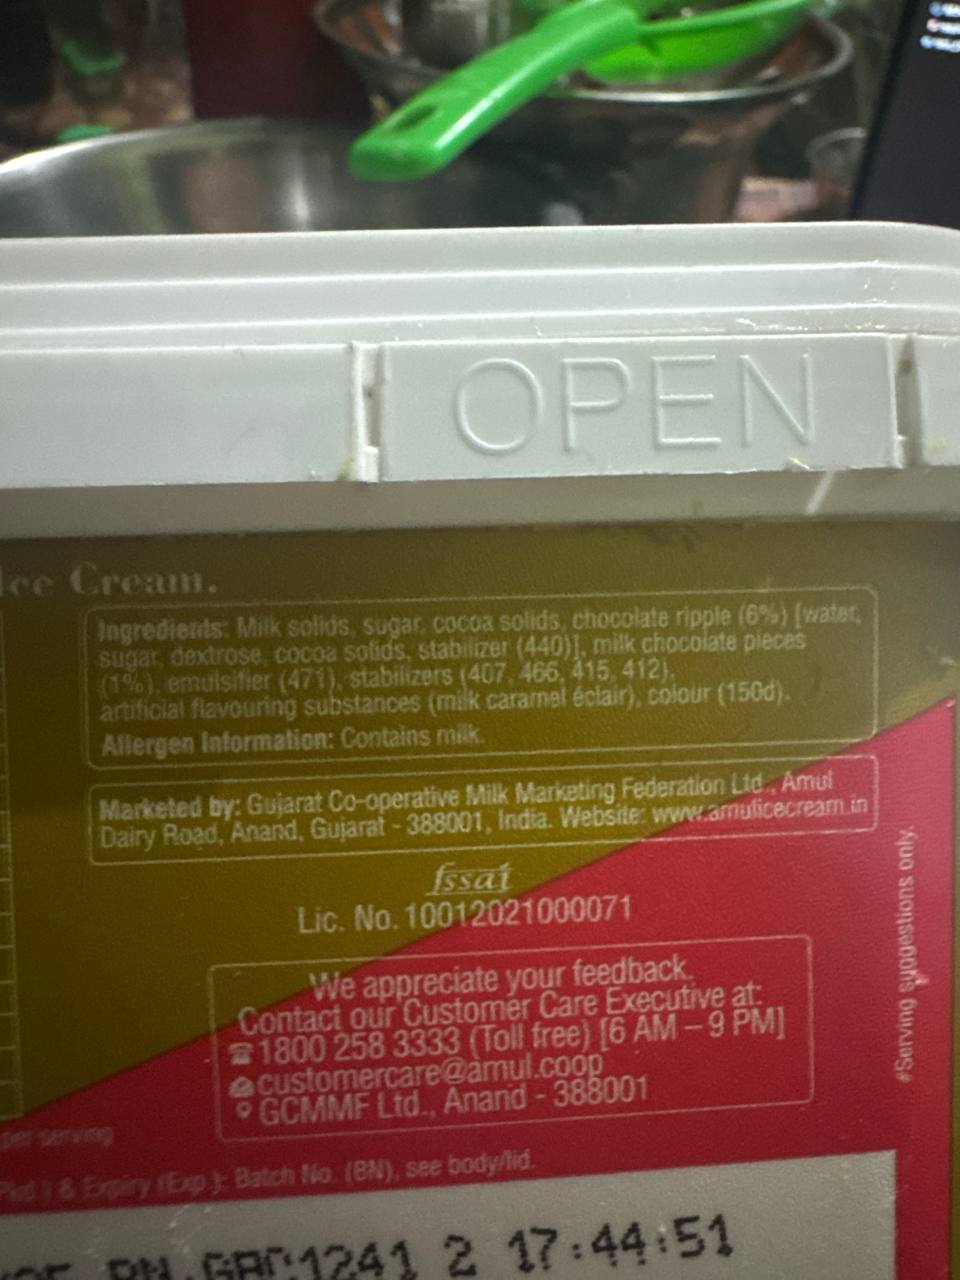 OPEN
Ice Cream.
Ingredients: Milk solids, sugar, cocoa solids, chocolate ripple (6%) [water,
sugar, dextrose, cocoa solids, stabilizer (440)], milk chocolate pieces
(1%), emulsifier (471), stabilizers (407, 466, 415, 412),
artificial flavouring substances (milk caramel éclair), colour (150d).
Allergen Information: Contains milk.
Marketed by: Gujarat Co-operative Milk Marketing Federation Ltd., Amul
Dairy Road, Anand, Gujarat - 388001, India. Website: www.amulicecream.in
fssai
Lic. No. 10012021000071
We appreciate your feedback.
Contact our Customer Care Executive at:
1800 258 3333 (Toll free) [6 AM – 9 PM]
customercare@amul.coop
GCMMF Ltd., Anand - 388001
#Serving suggestions only.
per serving
& Expiry (Exp.): Batch No. (BN), see body/lid.
BN.GBC1241 2 17:44:51